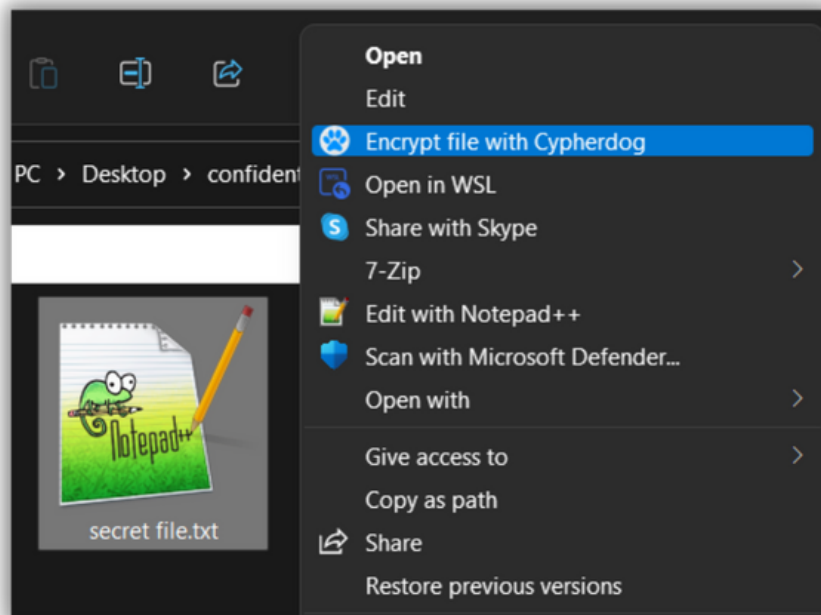 Open
Edit
Encrypt file with Cypherdog
PC > Desktop > confident
Open in WSL
Share with Skype
7-Zip
Edit with Notepad++
Scan with Microsoft Defender...
Open with
Notepad++
secret file.txt
Give access to
Copy as path
Share
Restore previous versions